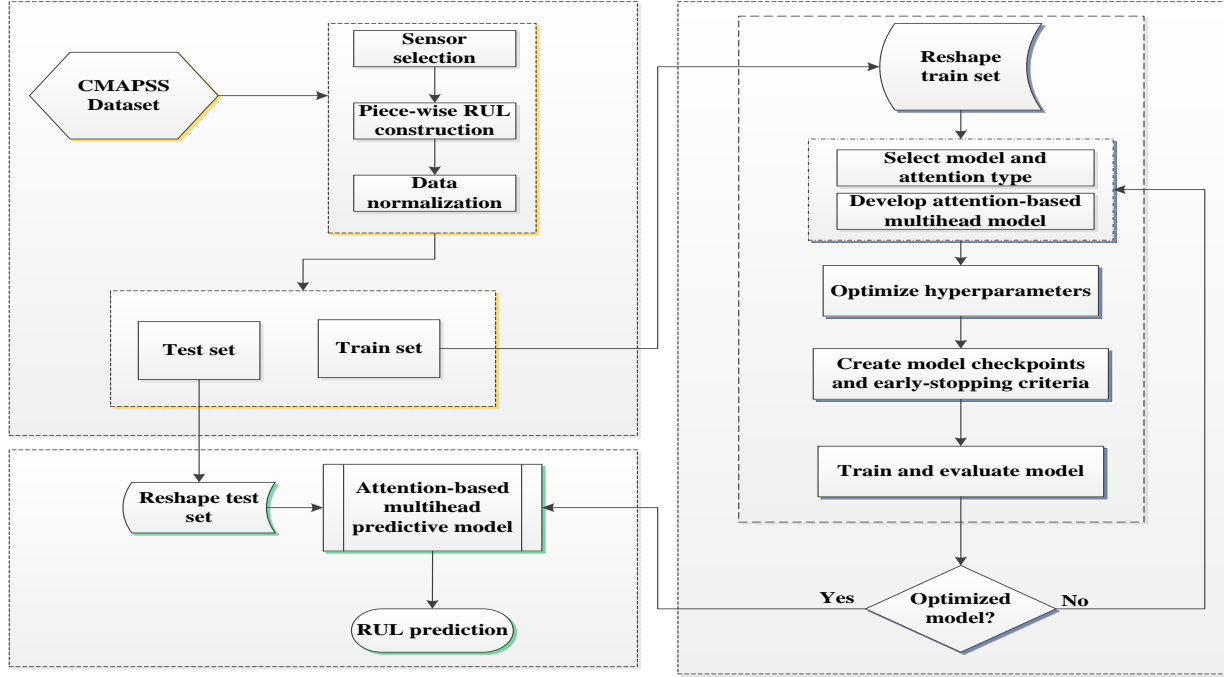 CMAPSS
Dataset
Sensor
selection
Piece-wise RUL
construction
Data
normalization
Test set
Train set
Reshape
train set
Select model and
attention type
Develop attention-based
multihead model
Optimize hyperparameters
Create model checkpoints
and early-stopping criteria
Train and evaluate model
Optimized
model?
Yes
No
Reshape test
set
Attention-based
multihead
predictive model
RUL prediction